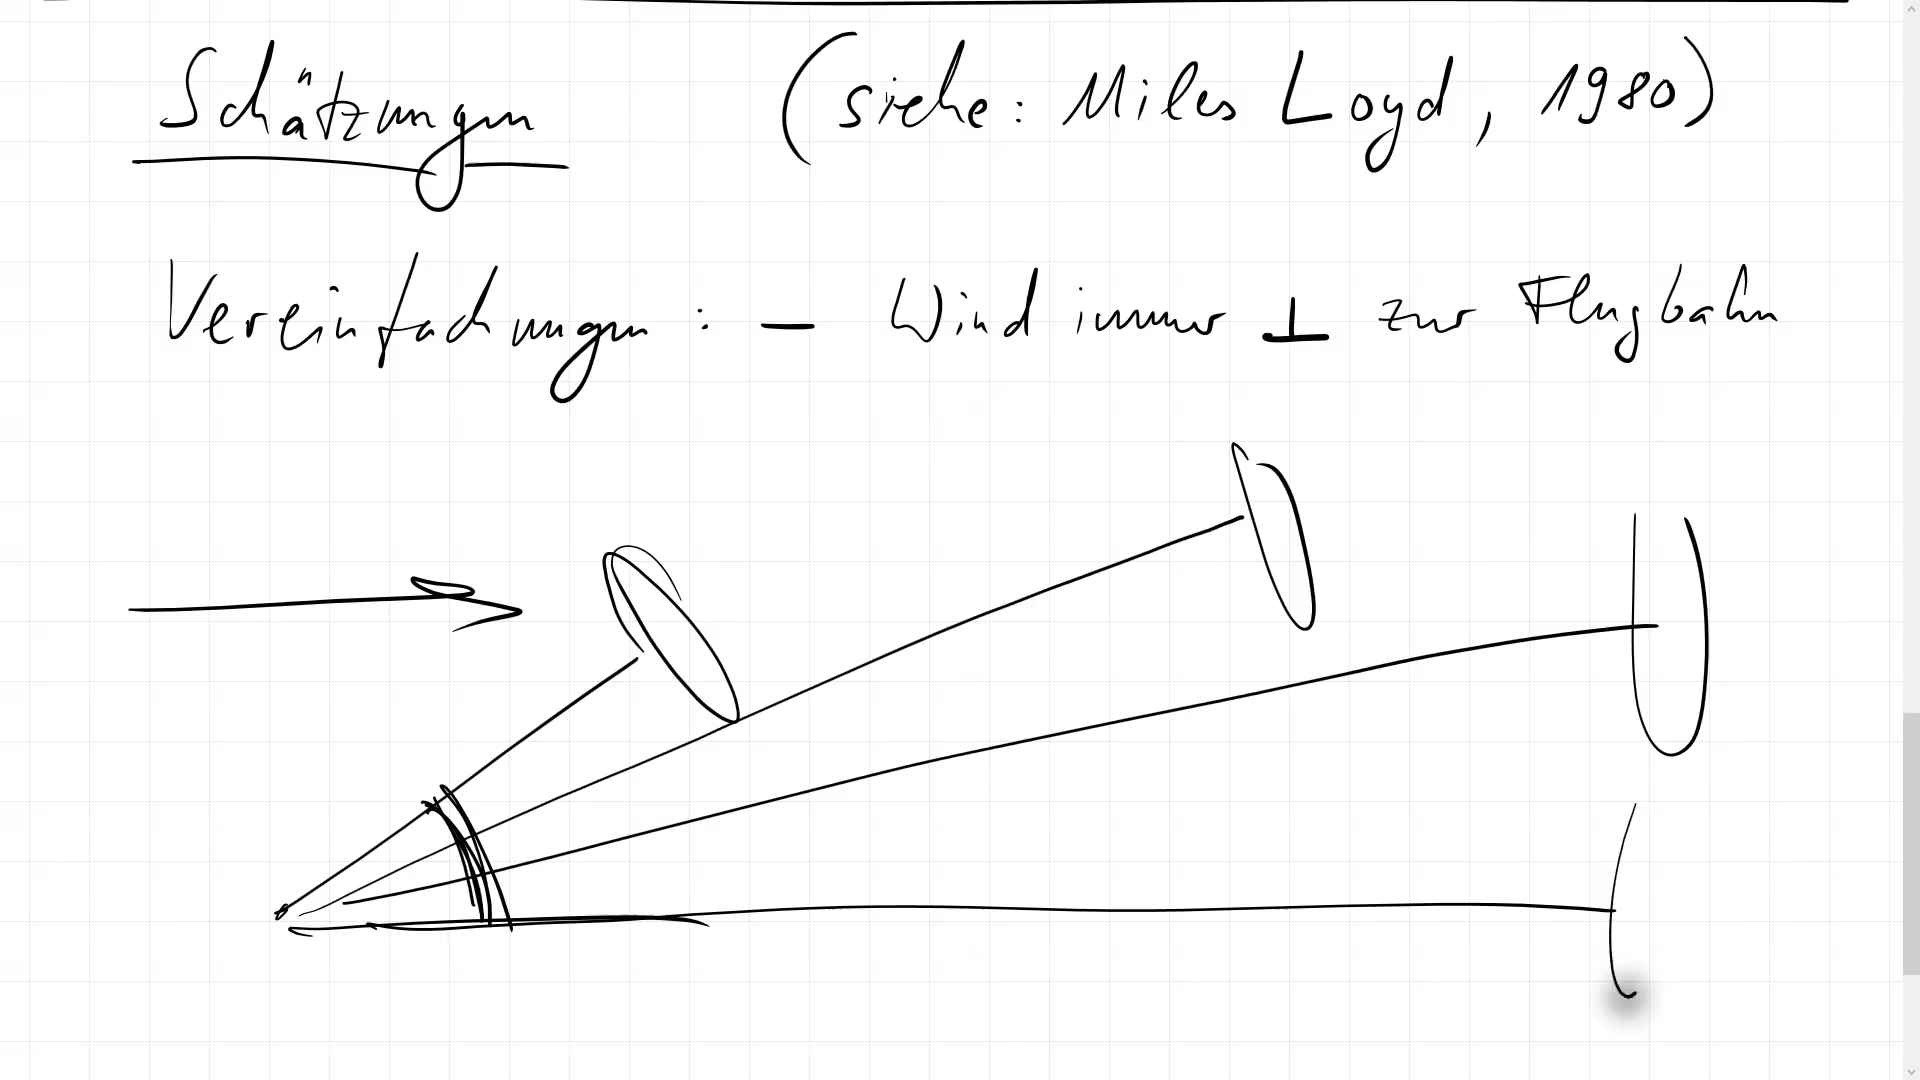 Schätzungen (siehe: Miles Loyd, 1980)
Vereinfachungen: — Wind immer ⊥ zur Flugbahn